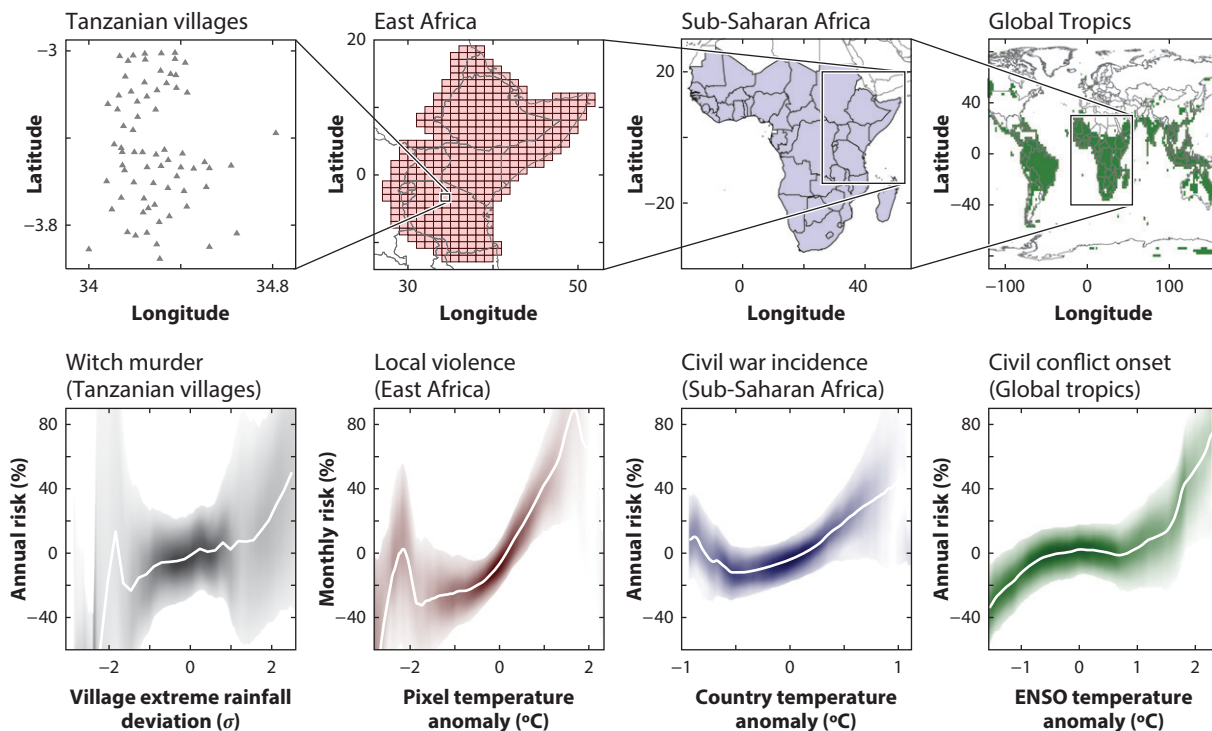 Tanzanian villages
East Africa
Sub-Saharan Africa
Global Tropics
−3
−3.8
Latitude
34
34.8
Longitude
20
0
Latitude
30
50
Longitude
20
−20
Latitude
0
40
Longitude
40
0
−40
Latitude
−100
0
100
Longitude
Witch murder
(Tanzanian villages)
Local violence
(East Africa)
Civil war incidence
(Sub-Saharan Africa)
Civil conflict onset
(Global tropics)
80
40
0
−40
Annual risk (%)
−2
0
2
Village extreme rainfall
deviation (σ)
80
40
0
−40
Monthly risk (%)
−2
−1
0
1
2
Pixel temperature
anomaly (ºC)
80
40
0
−40
Annual risk (%)
−1
0
1
Country temperature
anomaly (ºC)
80
40
0
−40
Annual risk (%)
−1
0
1
2
ENSO temperature
anomaly (ºC)